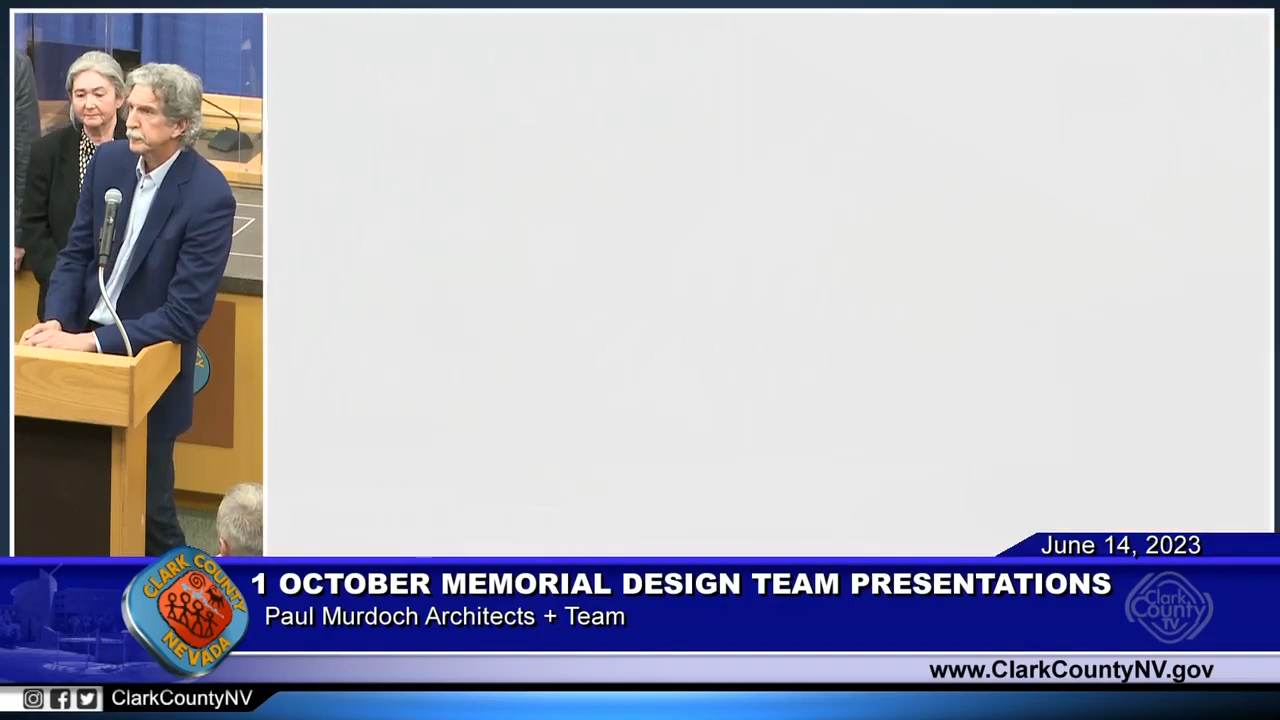 June 14, 2023
1 OCTOBER MEMORIAL DESIGN TEAM PRESENTATIONS
Paul Murdoch Architects + Team
CLARK COUNTY
NEVADA
Clark
County
TV
www.ClarkCountyNV.gov
ClarkCountyNV